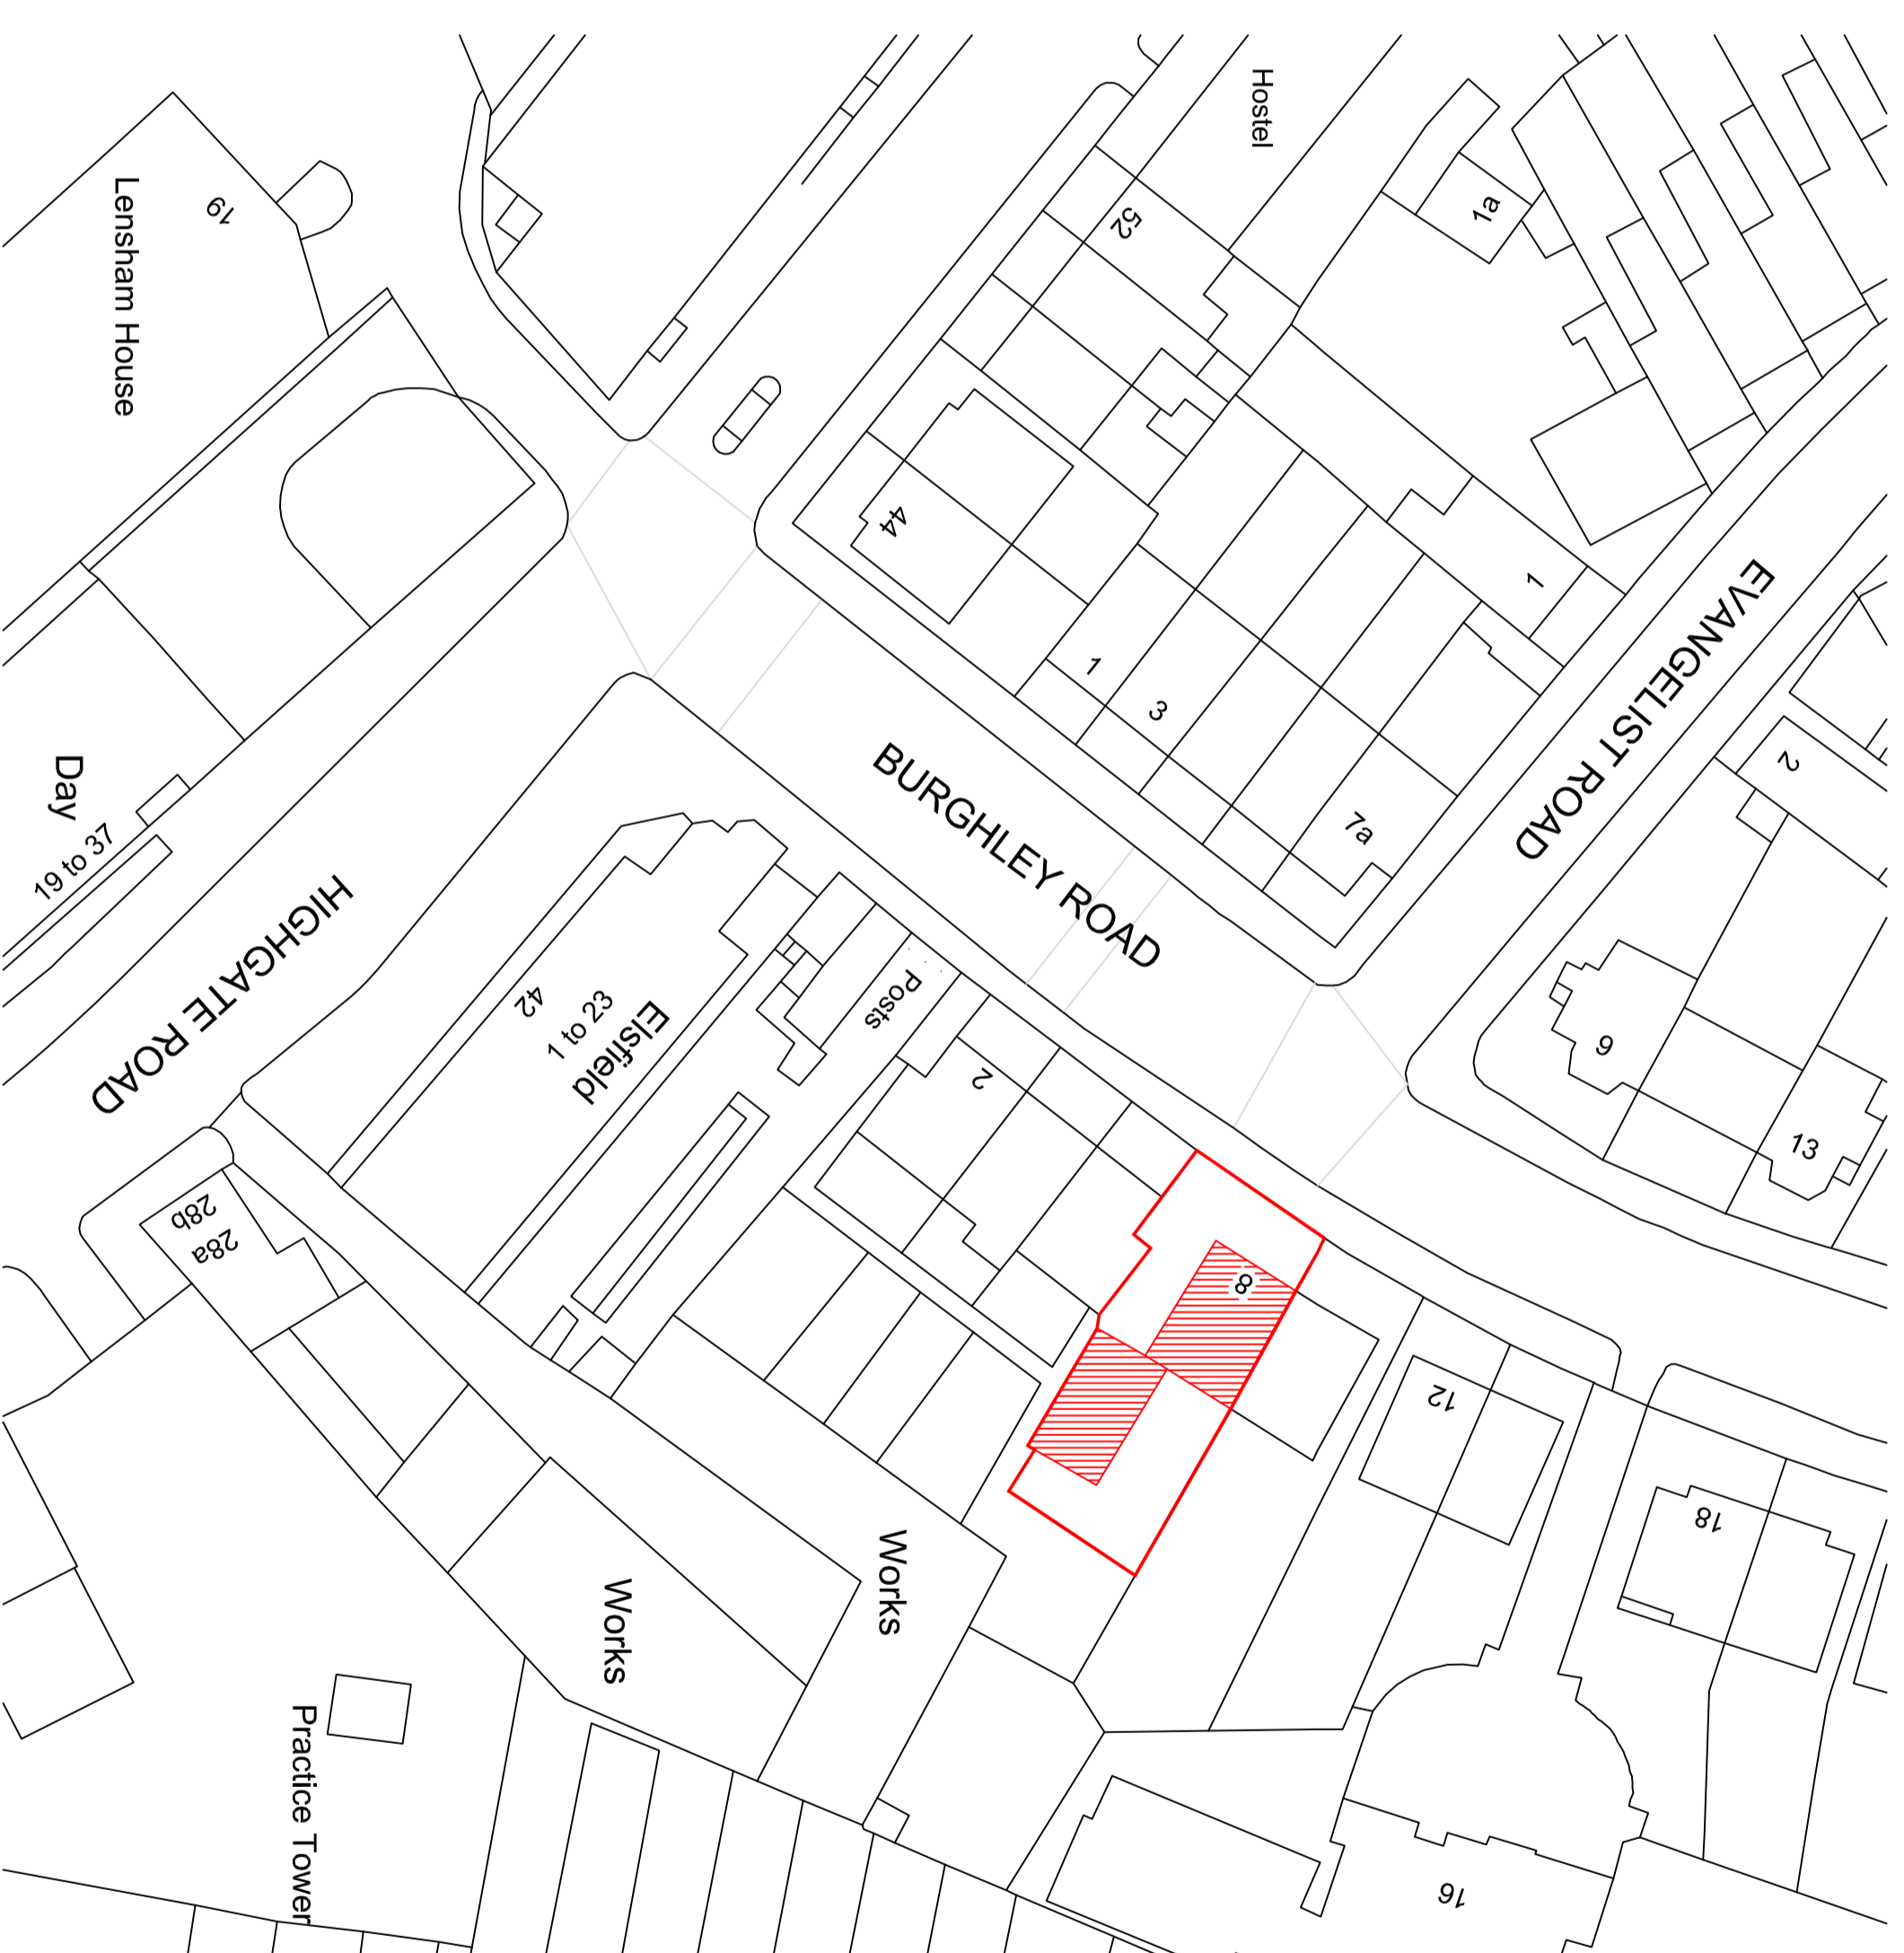 Hostel
Lensham House
19
52
1a
44
1
EVANGELIST ROAD
1
3
2
Day
19 to 37
BURGHLEY ROAD
7a
HIGHGATE ROAD
42
1 to 23
Elsfield
Posts
2
9
13
28b
28a
8
12
18
Works
Works
Practice Tower
16